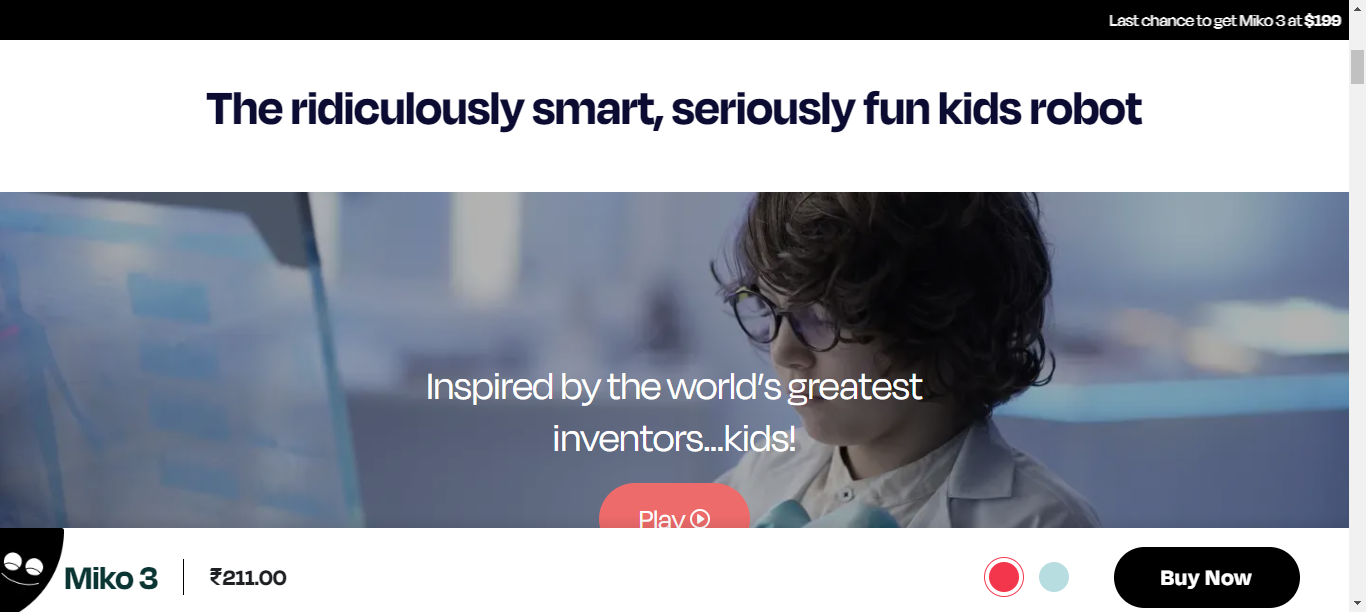 Last chance to get Miko 3 at $199
The ridiculously smart, seriously fun kids robot
Inspired by the world's greatest
inventors...kids!
Play
Miko 3
₹211.00
Buy Now